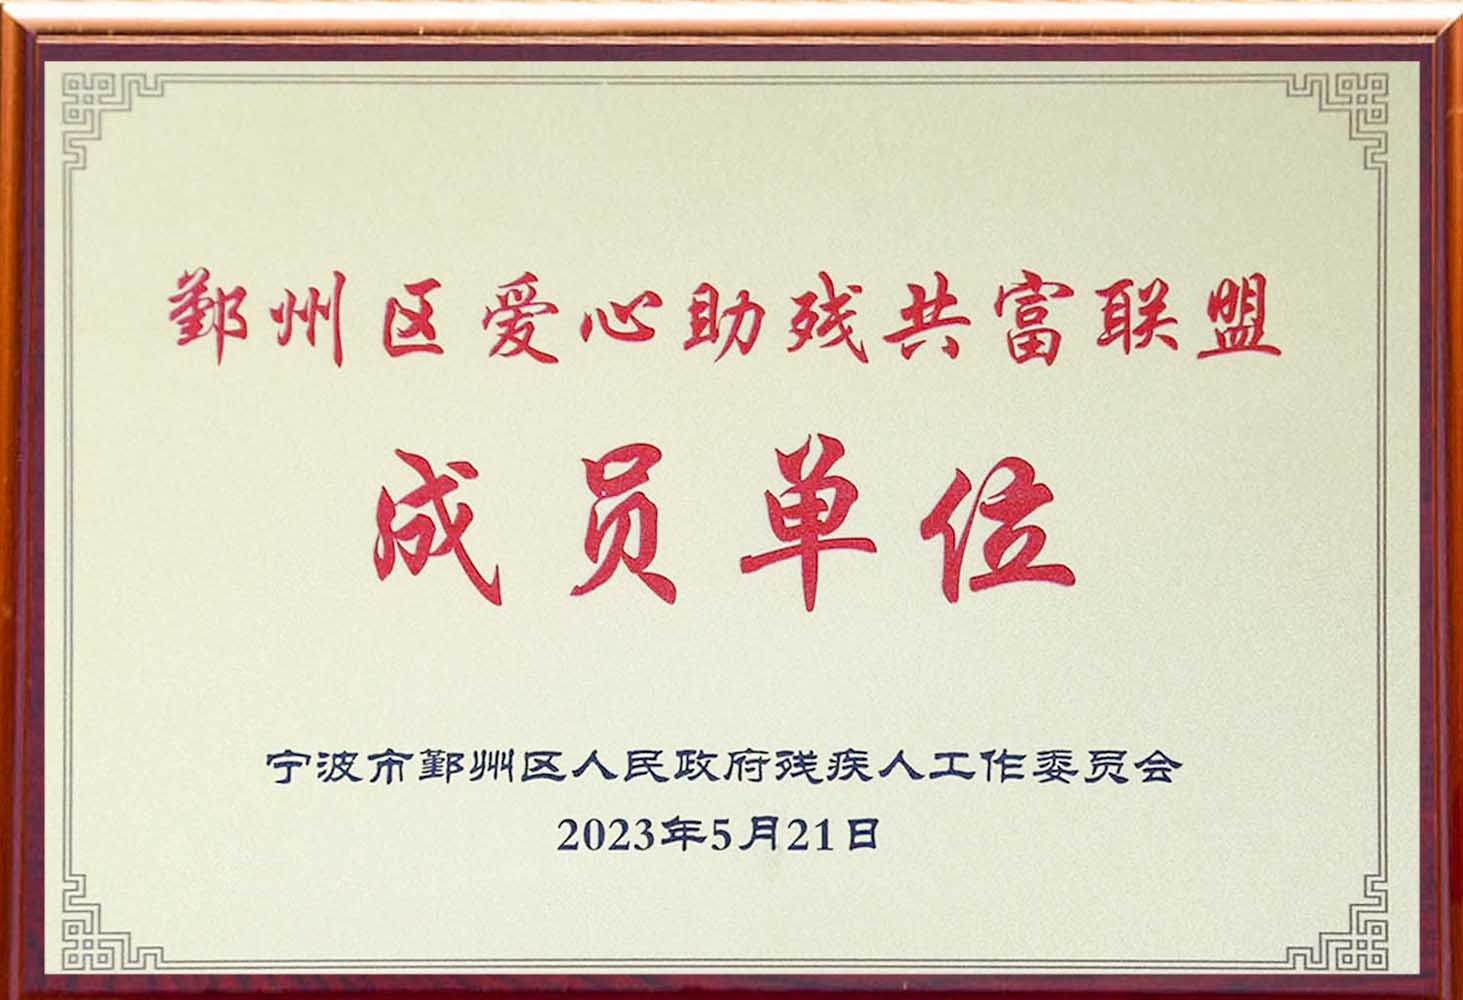 鄞州区爱心助残共富联盟
成员单位
宁波市鄞州区人民政府残疾人工作委员会
2023年5月21日